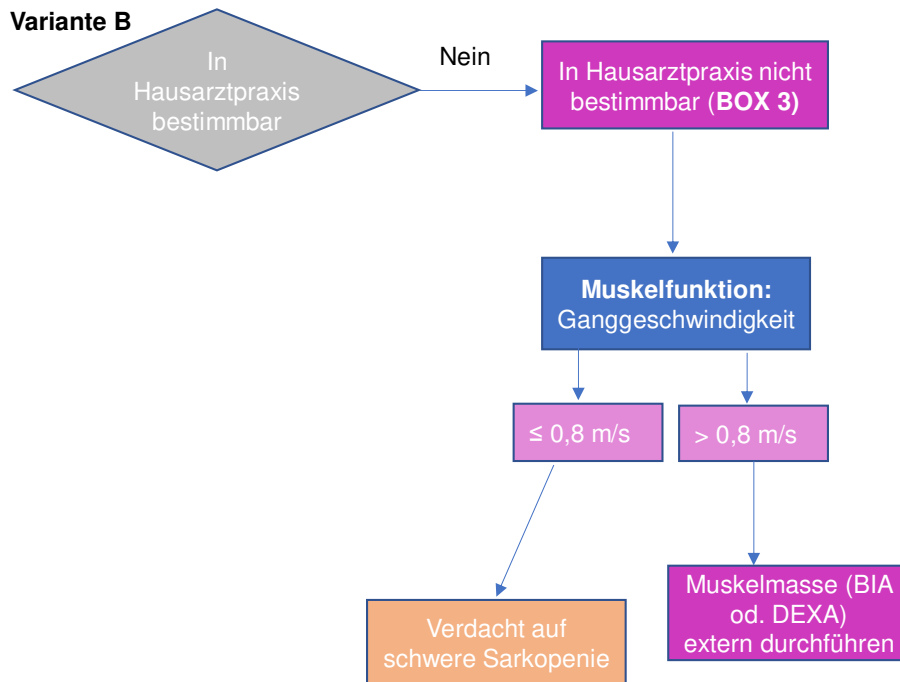 Variante B
In
Hausarztpraxis
bestimmbar
Nein
In Hausarztpraxis nicht
bestimmbar (BOX 3)
Muskelfunktion:
Ganggeschwindigkeit
≤ 0,8 m/s
> 0,8 m/s
Verdacht auf
schwere Sarkopenie
Muskelmasse (BIA
od. DEXA)
extern durchführen